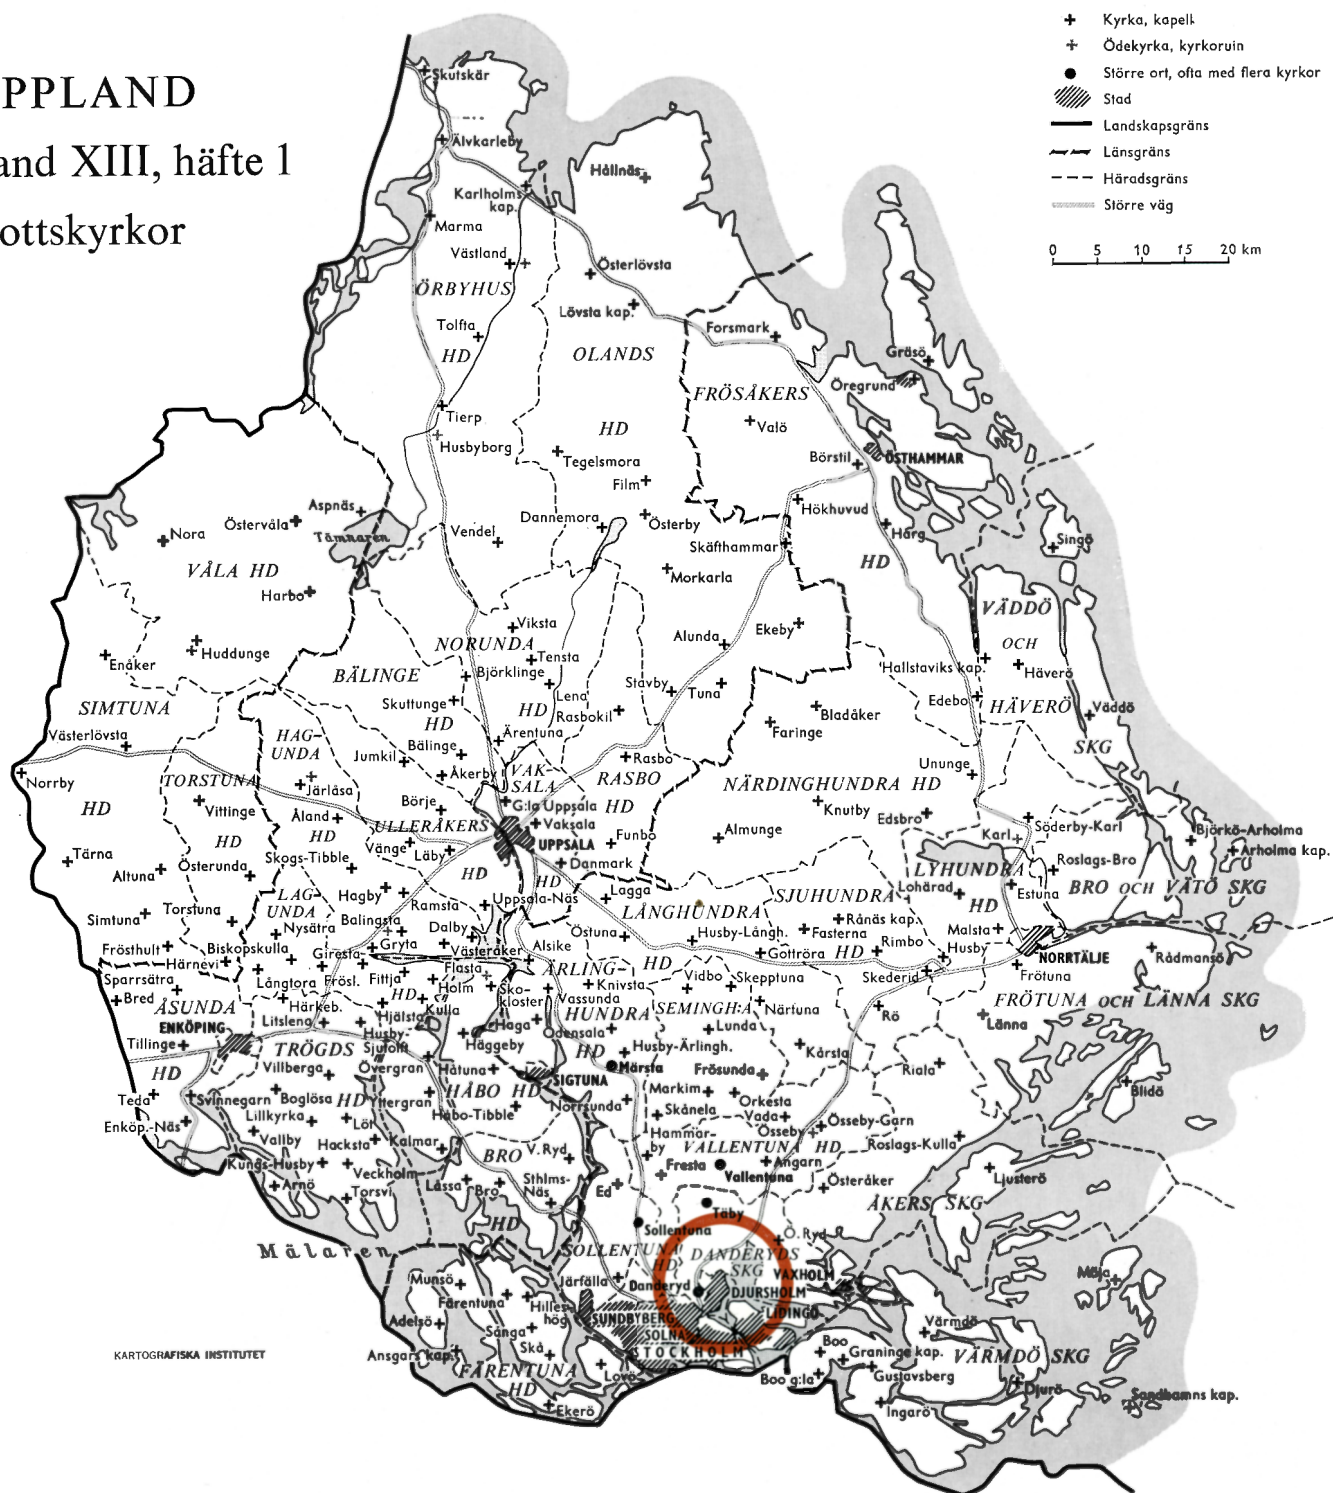 PPLAND
and XIII, häfte 1
ottskyrkor
Kyrka, kapell
Ödekyrka, kyrkoruin
Större ort, ofta med flera kyrkor
Stad
Landskapsgräns
Länsgräns
Häradsgräns
Större väg
0 5 10 15 20 km
Skutskär
Älvkarleby
Hållnäs
Karlholms
kap.
Marma
Västland
Österlövsta
ÖRBYHUS
HD
Lövsta kap.
Tolfta
Forsmark
OLANDS
HD
Gräsö
Öregrund
FRÖSÅKERS
HD
Valö
Tierp
Husbyborg
Tegelsmora
Film
Börstil
ÖSTHAMMAR
Hökhuvud
Aspnäs
Östervåla
Nora
Tämnaren
Vendel
Dannemora
Österby
Skäfthammar
Harg
Singö
VÅLA HD
Harbo
Morkarla
VÄDDÖ
OCH
HÄVERÖ
SKG
Viksta
NORUNDA
HD
Alunda
Ekeby
Enåker
Huddunge
Tensta
Björklinge
BÄLINGE
HD
Hallstaviks kap.
Häverö
Lena
Stavby
Tuna
Edebo
SIMTUNA
HD
Skuttunge
Rasbokil
Bladåker
Faringe
Väddö
Västerlövsta
HAG-
UNDA
HD
Bälinge
Ärentuna
Jumkil
Åkerby
VAK-
SALA
HD
Rasbo
RASBO
HD
Ununge
Norrby
TORSTUNA
HD
Järlåsa
NÄRDINGHUNDRA HD
Vittinge
Börje
G:la Uppsala
Knutby
Edsbro
Åland
ULLERÅKERS
HD
Vaksala
UPPSALA
Funbo
Almunge
Karl
Söderby-Karl
Björkö-Arholma
Arholma kap.
Vänge
Läby
Tärna
Skogs-Tibble
Danmark
Roslags-Bro
Altuna
Österunda
LYHUNDRA
HD
Lohärad
Estuna
BRO OCH VÄTÖ SKG
Hagby
Ramsta
Lagga
SJUHUNDRA
HD
LAG-
UNDA
HD
Uppsala-Näs
LÅNGHUNDRA
HD
Simtuna
Torstuna
Nysätra
Balingsta
Dalby
Östuna
Husby-Långh.
Rånäs kap.
Fasterna
Malsta
Husby
Frösthult
Biskopskulla
Giresta
Gryta
Västeråker
Alsike
Gottröra
Rimbo
NORRTÄLJE
Rådmansö
Härnevi
Frösl.
Fittja
Flasta
ÄRLING-
HUNDRA
HD
Vidbo
Skepptuna
Skederid
Frötuna
Sparrsätra
Långtora
Holm
Sko-
kloster
Knivsta
SEMINGH:A
Bred
ÅSUNDA
HD
Härkeb.
Hjälsta
Kulla
Vassunda
Närtuna
Rö
FRÖTUNA OCH LÄNNA SKG
Länna
ENKÖPING
Litslena
Husby-
Sjutolft
Haga
Odensala
Lunda
Tillinge
TRÖGDS
HD
Häggeby
Husby-Ärlingh.
Kårsta
Villberga
Övergran
Håtuna
Märsta
Frösunda
Riala
SIGTUNA
Blidö
Teda
Svinnegarn
Boglösa
Yttergran
HÅBO HD
Markim
Orkesta
Lillkyrka
Håbo-Tibble
Norrsunda
Skånela
Vada
Enköp.-Näs
Löt
Össeby
Össeby-Garn
Vallby
Hacksta
Kalmar
BRO
HD
V. Ryd
Hammar-
by
VALLENTUNA HD
Roslags-Kulla
Kungs-Husby
Veckholm
Fresta
Vallentuna
Angarn
Ljusterö
Arnö
Torsvi
Låssa
Bro
Sthlms-
Näs
Ed
Österåker
ÅKERS SKG
Täby
Mälaren
Sollentuna
Ö. Ryd
SOLLENTUNA
HD
DANDERYDS
SKG
VAXHOLM
Möja
Munsö
Järfälla
Danderyd
DJURSHOLM
Färentuna
Hilles-
hög
SUNDBYBERG
LIDINGÖ
Adelsö
Sånga
SOLNA
Värmdö
KARTOGRAFISKA INSTITUTET
Ansgars kap.
Skå
STOCKHOLM
Boo
Graninge kap.
VÄRMDÖ SKG
FÄRENTUNA
HD
Lovö
Boo g:la
Gustavsberg
Djurö
Sandhamns kap.
Ekerö
Ingarö